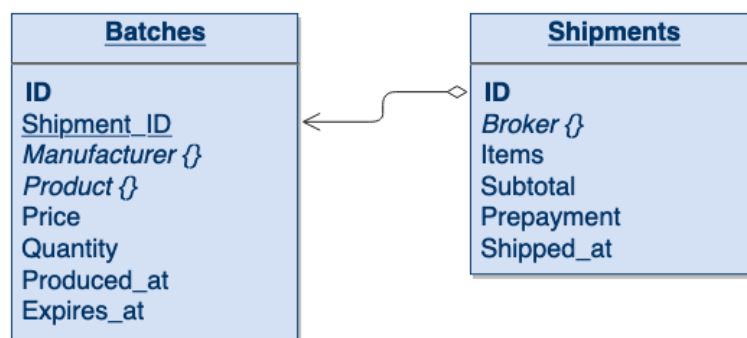 Batches
ID
Shipment_ID
Manufacturer {}
Product {}
Price
Quantity
Produced_at
Expires_at
Shipments
ID
Broker {}
Items
Subtotal
Prepayment
Shipped_at